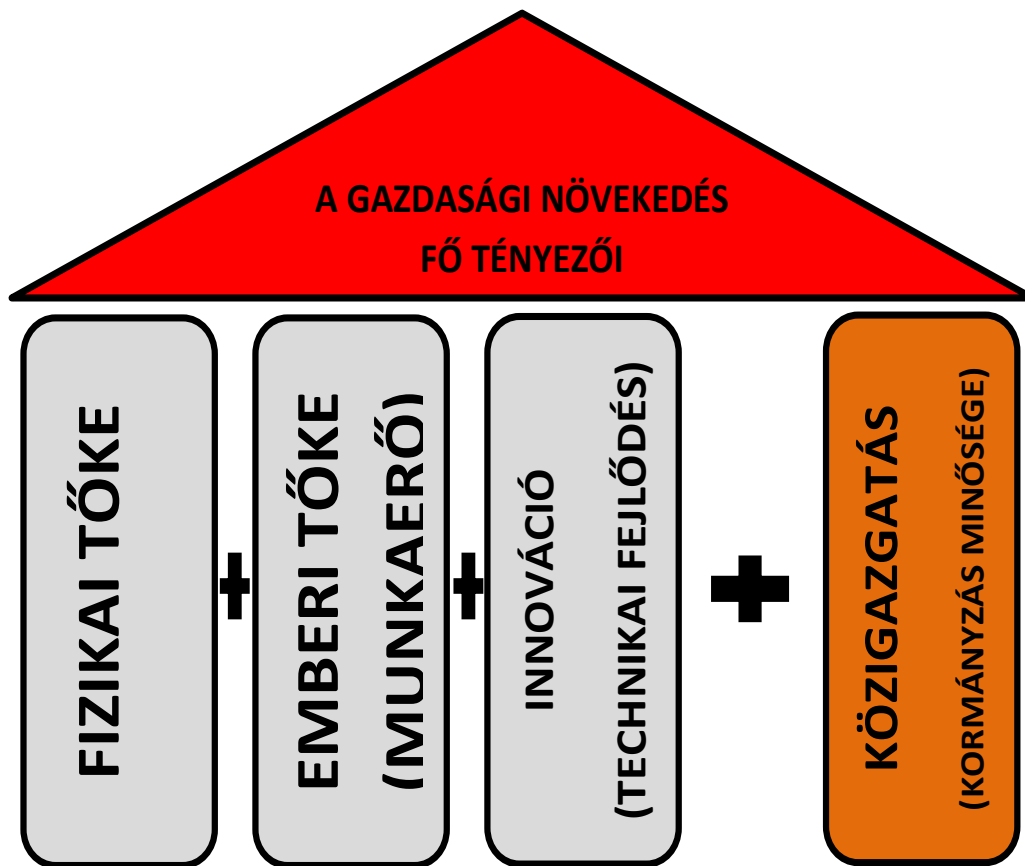 A GAZDASÁGI NÖVEKEDÉS
FŐ TÉNYEZŐI
FIZIKAI TŐKE
EMBERI TŐKE
(MUNKAERŐ)
INNOVÁCIÓ
(TECHNIKAI FEJLŐDÉS)
KÖZIGAZGATÁS
(KORMÁNYZÁS MINŐSÉGE)